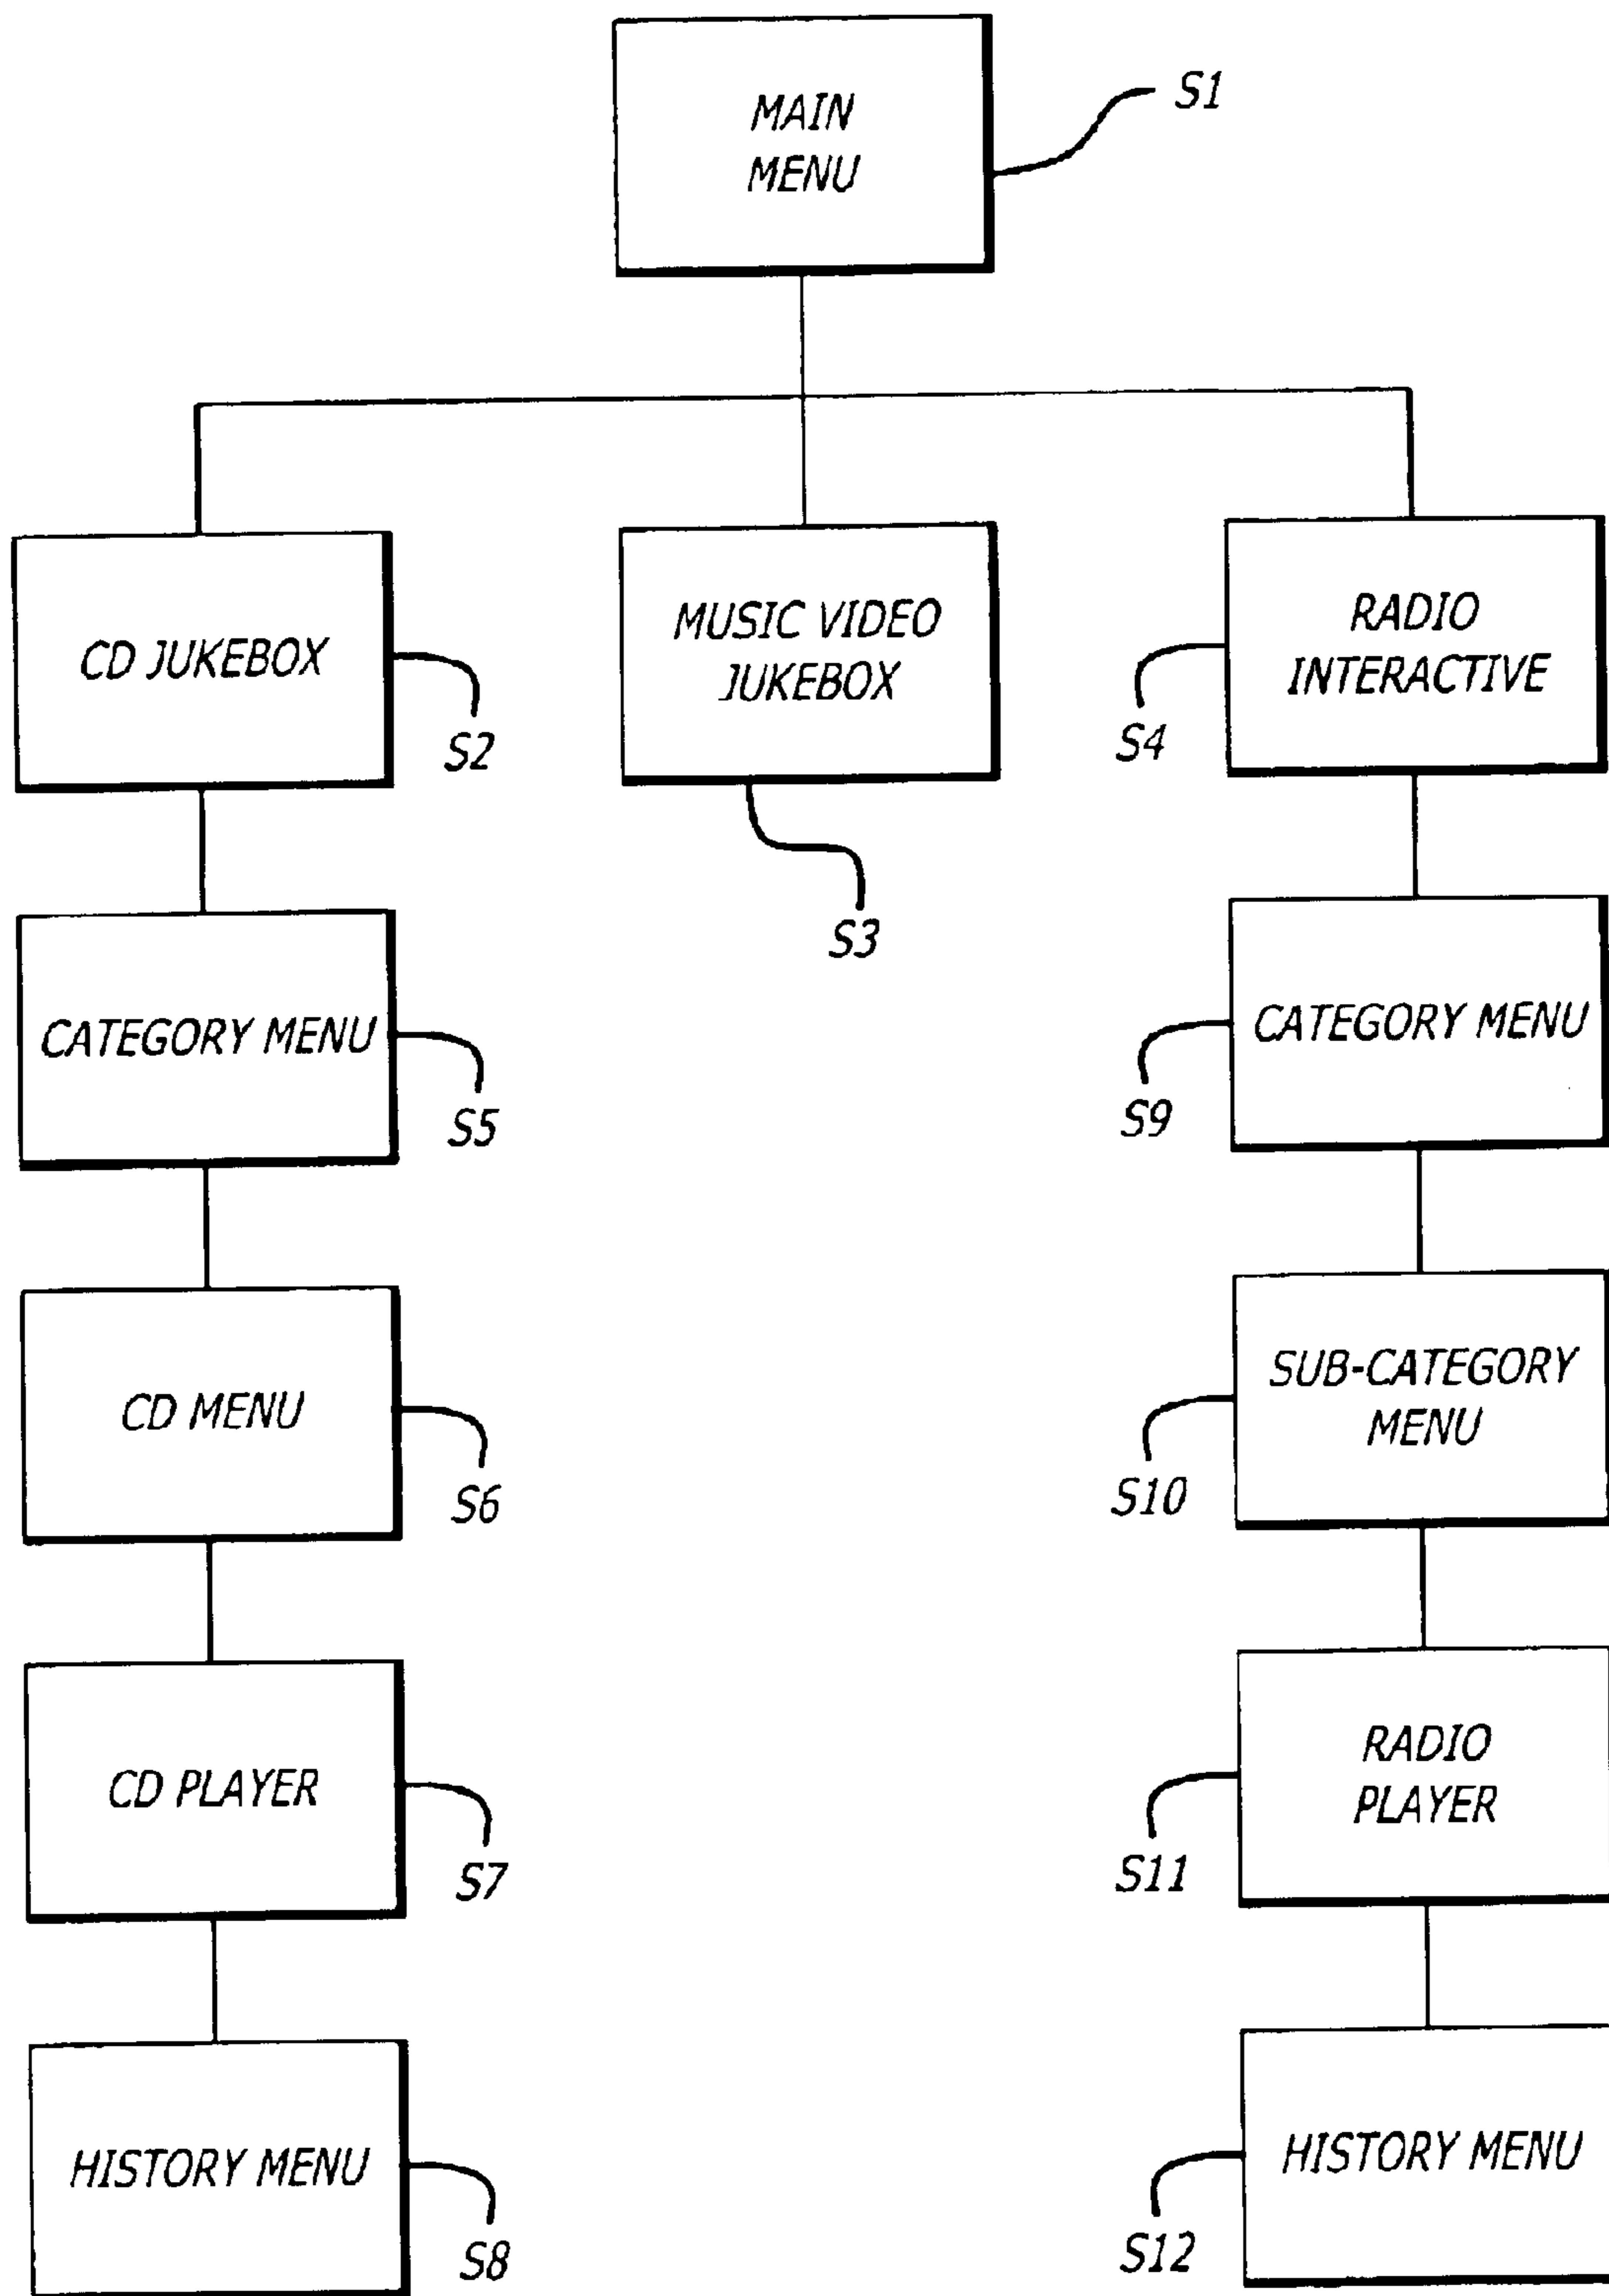 MAIN
MENU
S1
CD JUKEBOX
S2
MUSIC VIDEO
JUKEBOX
S3
RADIO
INTERACTIVE
S4
CATEGORY MENU
S5
CATEGORY MENU
S9
CD MENU
S6
SUB-CATEGORY
MENU
S10
CD PLAYER
S7
RADIO
PLAYER
S11
HISTORY MENU
S8
HISTORY MENU
S12